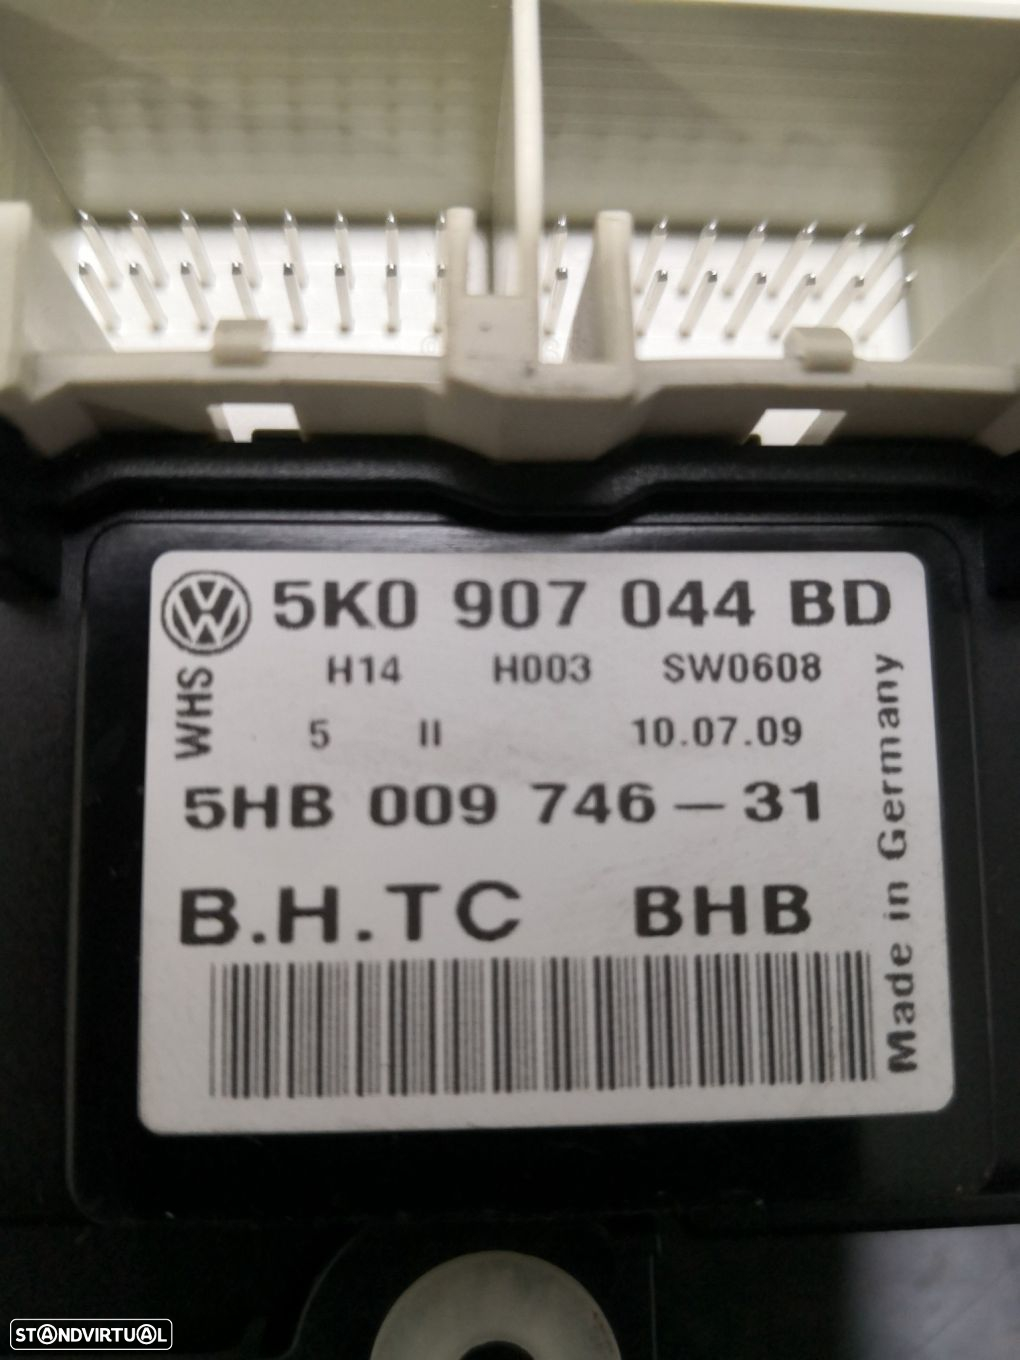 5K0 907 044 BD
H14 H003 SW0608
WHS
5 II 10.07.09
5HB 009 746-31
B.H.TC BHB
Made in Germany
STANDVIRTUAL